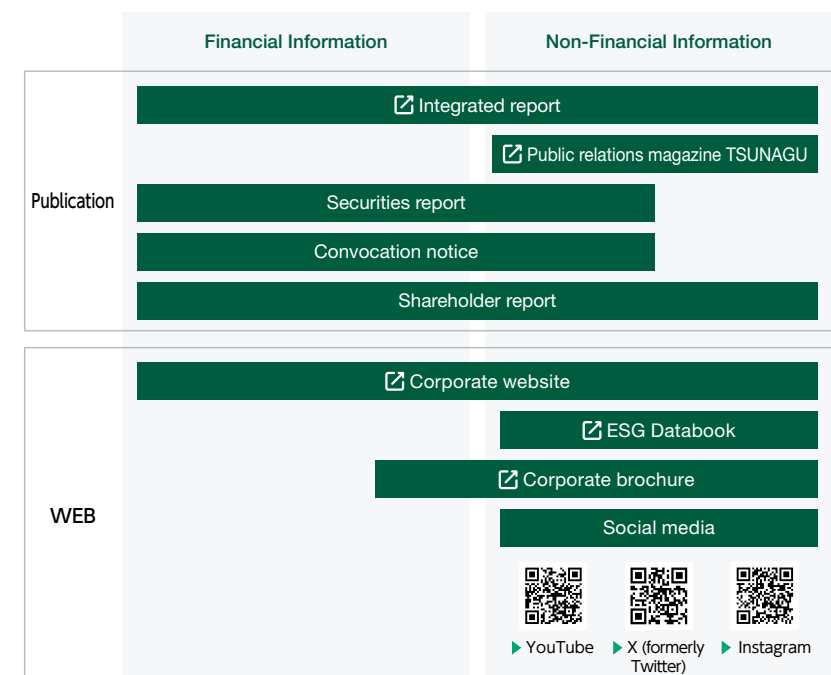 Financial Information
Non-Financial Information
Publication
Integrated report
Public relations magazine TSUNAGU
Securities report
Convocation notice
Shareholder report
WEB
Corporate website
ESG Databook
Corporate brochure
Social media
YouTube
X (formerly
Twitter)
Instagram